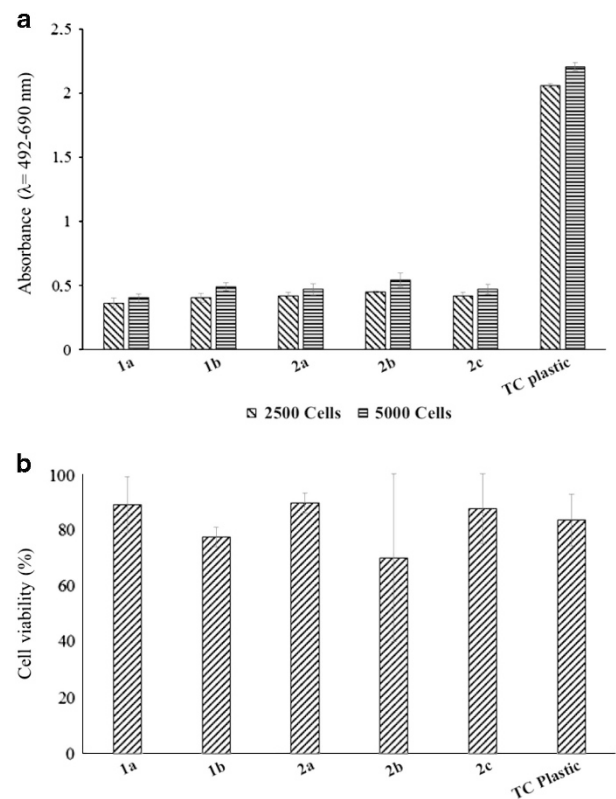 a
2.5
2
1.5
1
0.5
0
Absorbance (λ= 492-690 nm)
1a 1b 2a 2b 2c TC plastic
2500 Cells 5000 Cells
b
100
80
60
40
20
0
Cell viability (%)
1a 1b 2a 2b 2c TC Plastic